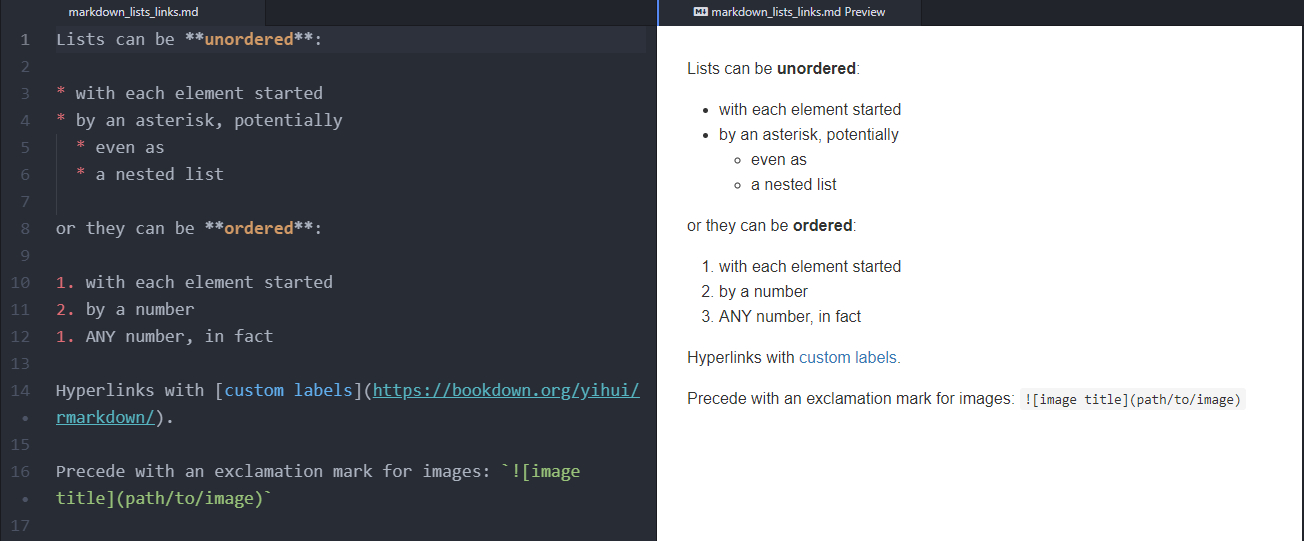 markdown_lists_links.md
1 Lists can be **unordered**:
2
3 * with each element started
4 * by an asterisk, potentially
5   * even as
6   * a nested list
7
8 or they can be **ordered**:
9
10 1. with each element started
11 2. by a number
12 1. ANY number, in fact
13
14 Hyperlinks with [custom labels](https://bookdown.org/yihui/
• rmarkdown/).
15
16 Precede with an exclamation mark for images: `![image
• title](path/to/image)`
17
M↓ markdown_lists_links.md Preview
Lists can be unordered:
• with each element started
• by an asterisk, potentially
  ◦ even as
  ◦ a nested list
or they can be ordered:
1. with each element started
2. by a number
3. ANY number, in fact
Hyperlinks with custom labels.
Precede with an exclamation mark for images: ![image title](path/to/image)